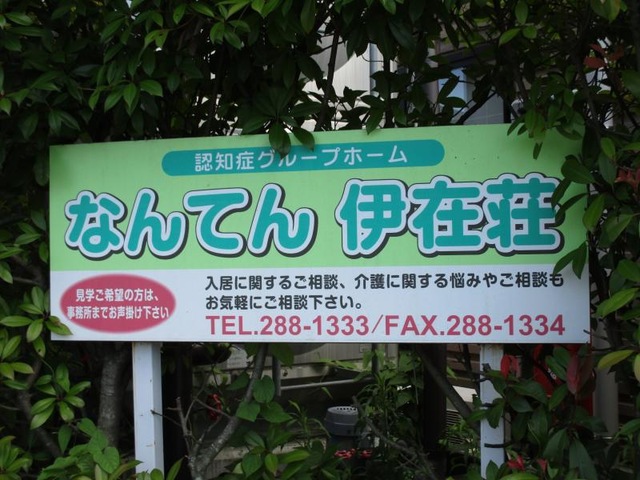 認知症グループホーム
なんてん 伊在荘
見学ご希望の方は、
事務所までお声掛け下さい
入居に関するご相談、介護に関する悩みやご相談も
お気軽にご相談下さい。
TEL.288-1333/FAX.288-1334